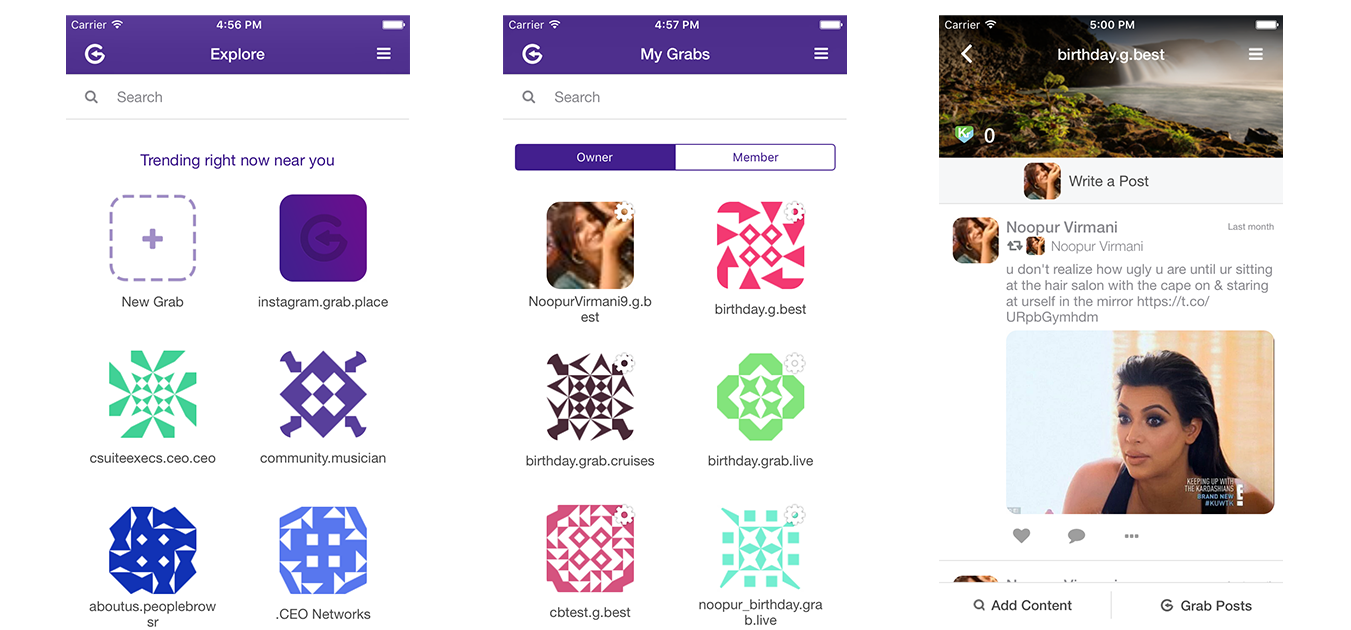 Carrier 4:56 PM
Explore
Search
Trending right now near you
New Grab
instagram.grab.place
csuiteexecs.ceo.ceo
community.musician
aboutus.peoplebrow
sr
.CEO Networks
Carrier 4:57 PM
My Grabs
Search
Owner Member
NoopurVirmani9.g.b
est
birthday.g.best
birthday.grab.cruises
birthday.grab.live
cbtest.g.best
noopur_birthday.gra
b.live
Carrier 5:00 PM
birthday.g.best
Kr 0
Write a Post
Noopur Virmani Last month
Noopur Virmani
u don't realize how ugly u are until ur sitting
at the hair salon with the cape on & staring
at urself in the mirror https://t.co/
URpbGymhdm
KEEPING UP WITH
THE KARDASHIANS
BRAND NEW
#KUWTK
E
Add Content Grab Posts